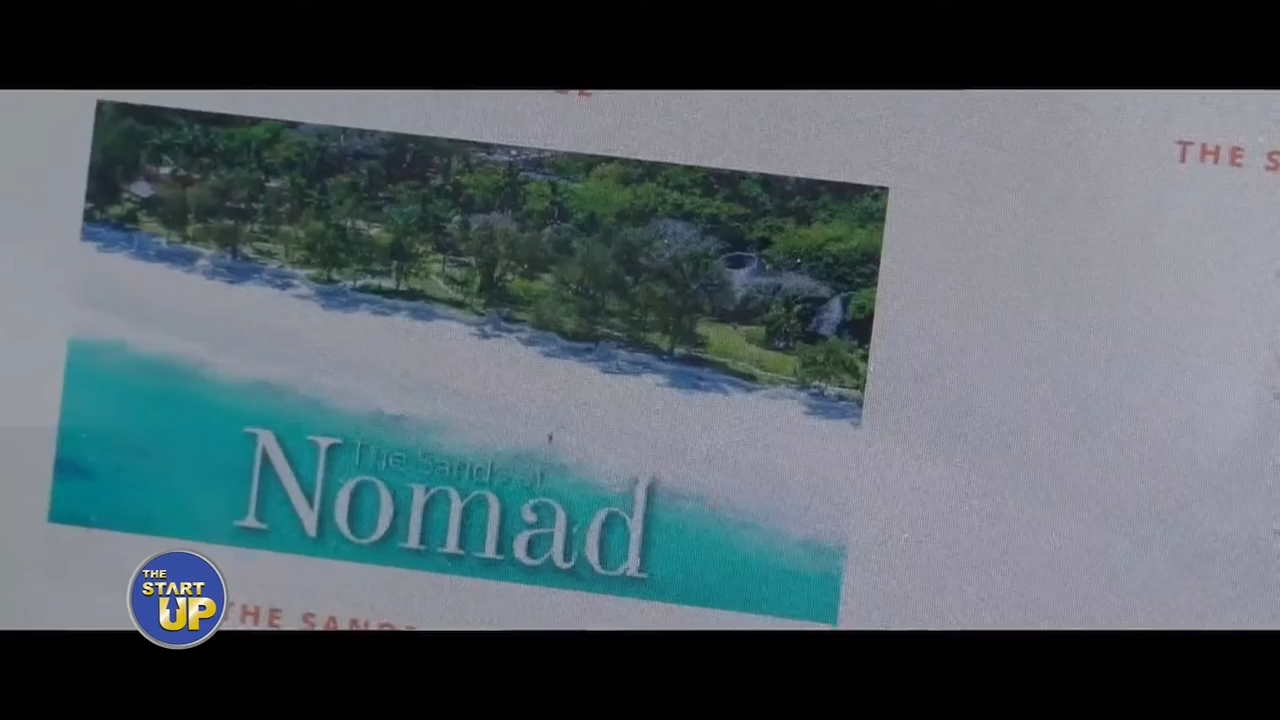 THE S
The Sands at
Nomad
THE SAND
THE
START
UP